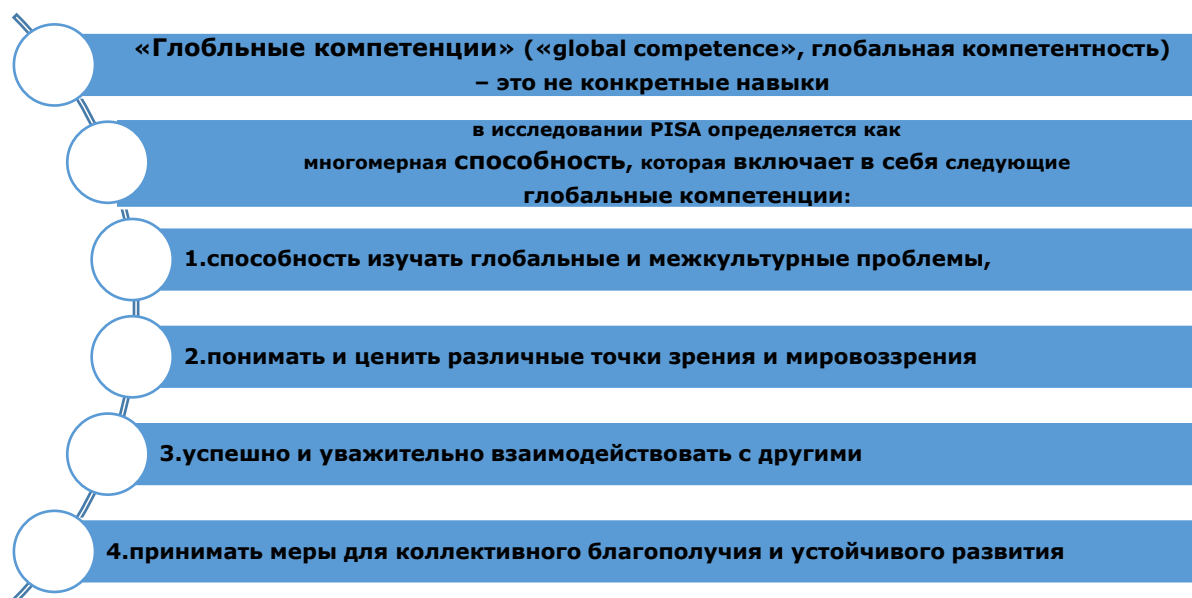 «Глобльные компетенции» («global competence», глобальная компетентность)
– это не конкретные навыки
в исследовании PISA определяется как
многомерная способность, которая включает в себя следующие
глобальные компетенции:
1.способность изучать глобальные и межкультурные проблемы,
2.понимать и ценить различные точки зрения и мировоззрения
3.успешно и уважительно взаимодействовать с другими
4.принимать меры для коллективного благополучия и устойчивого развития